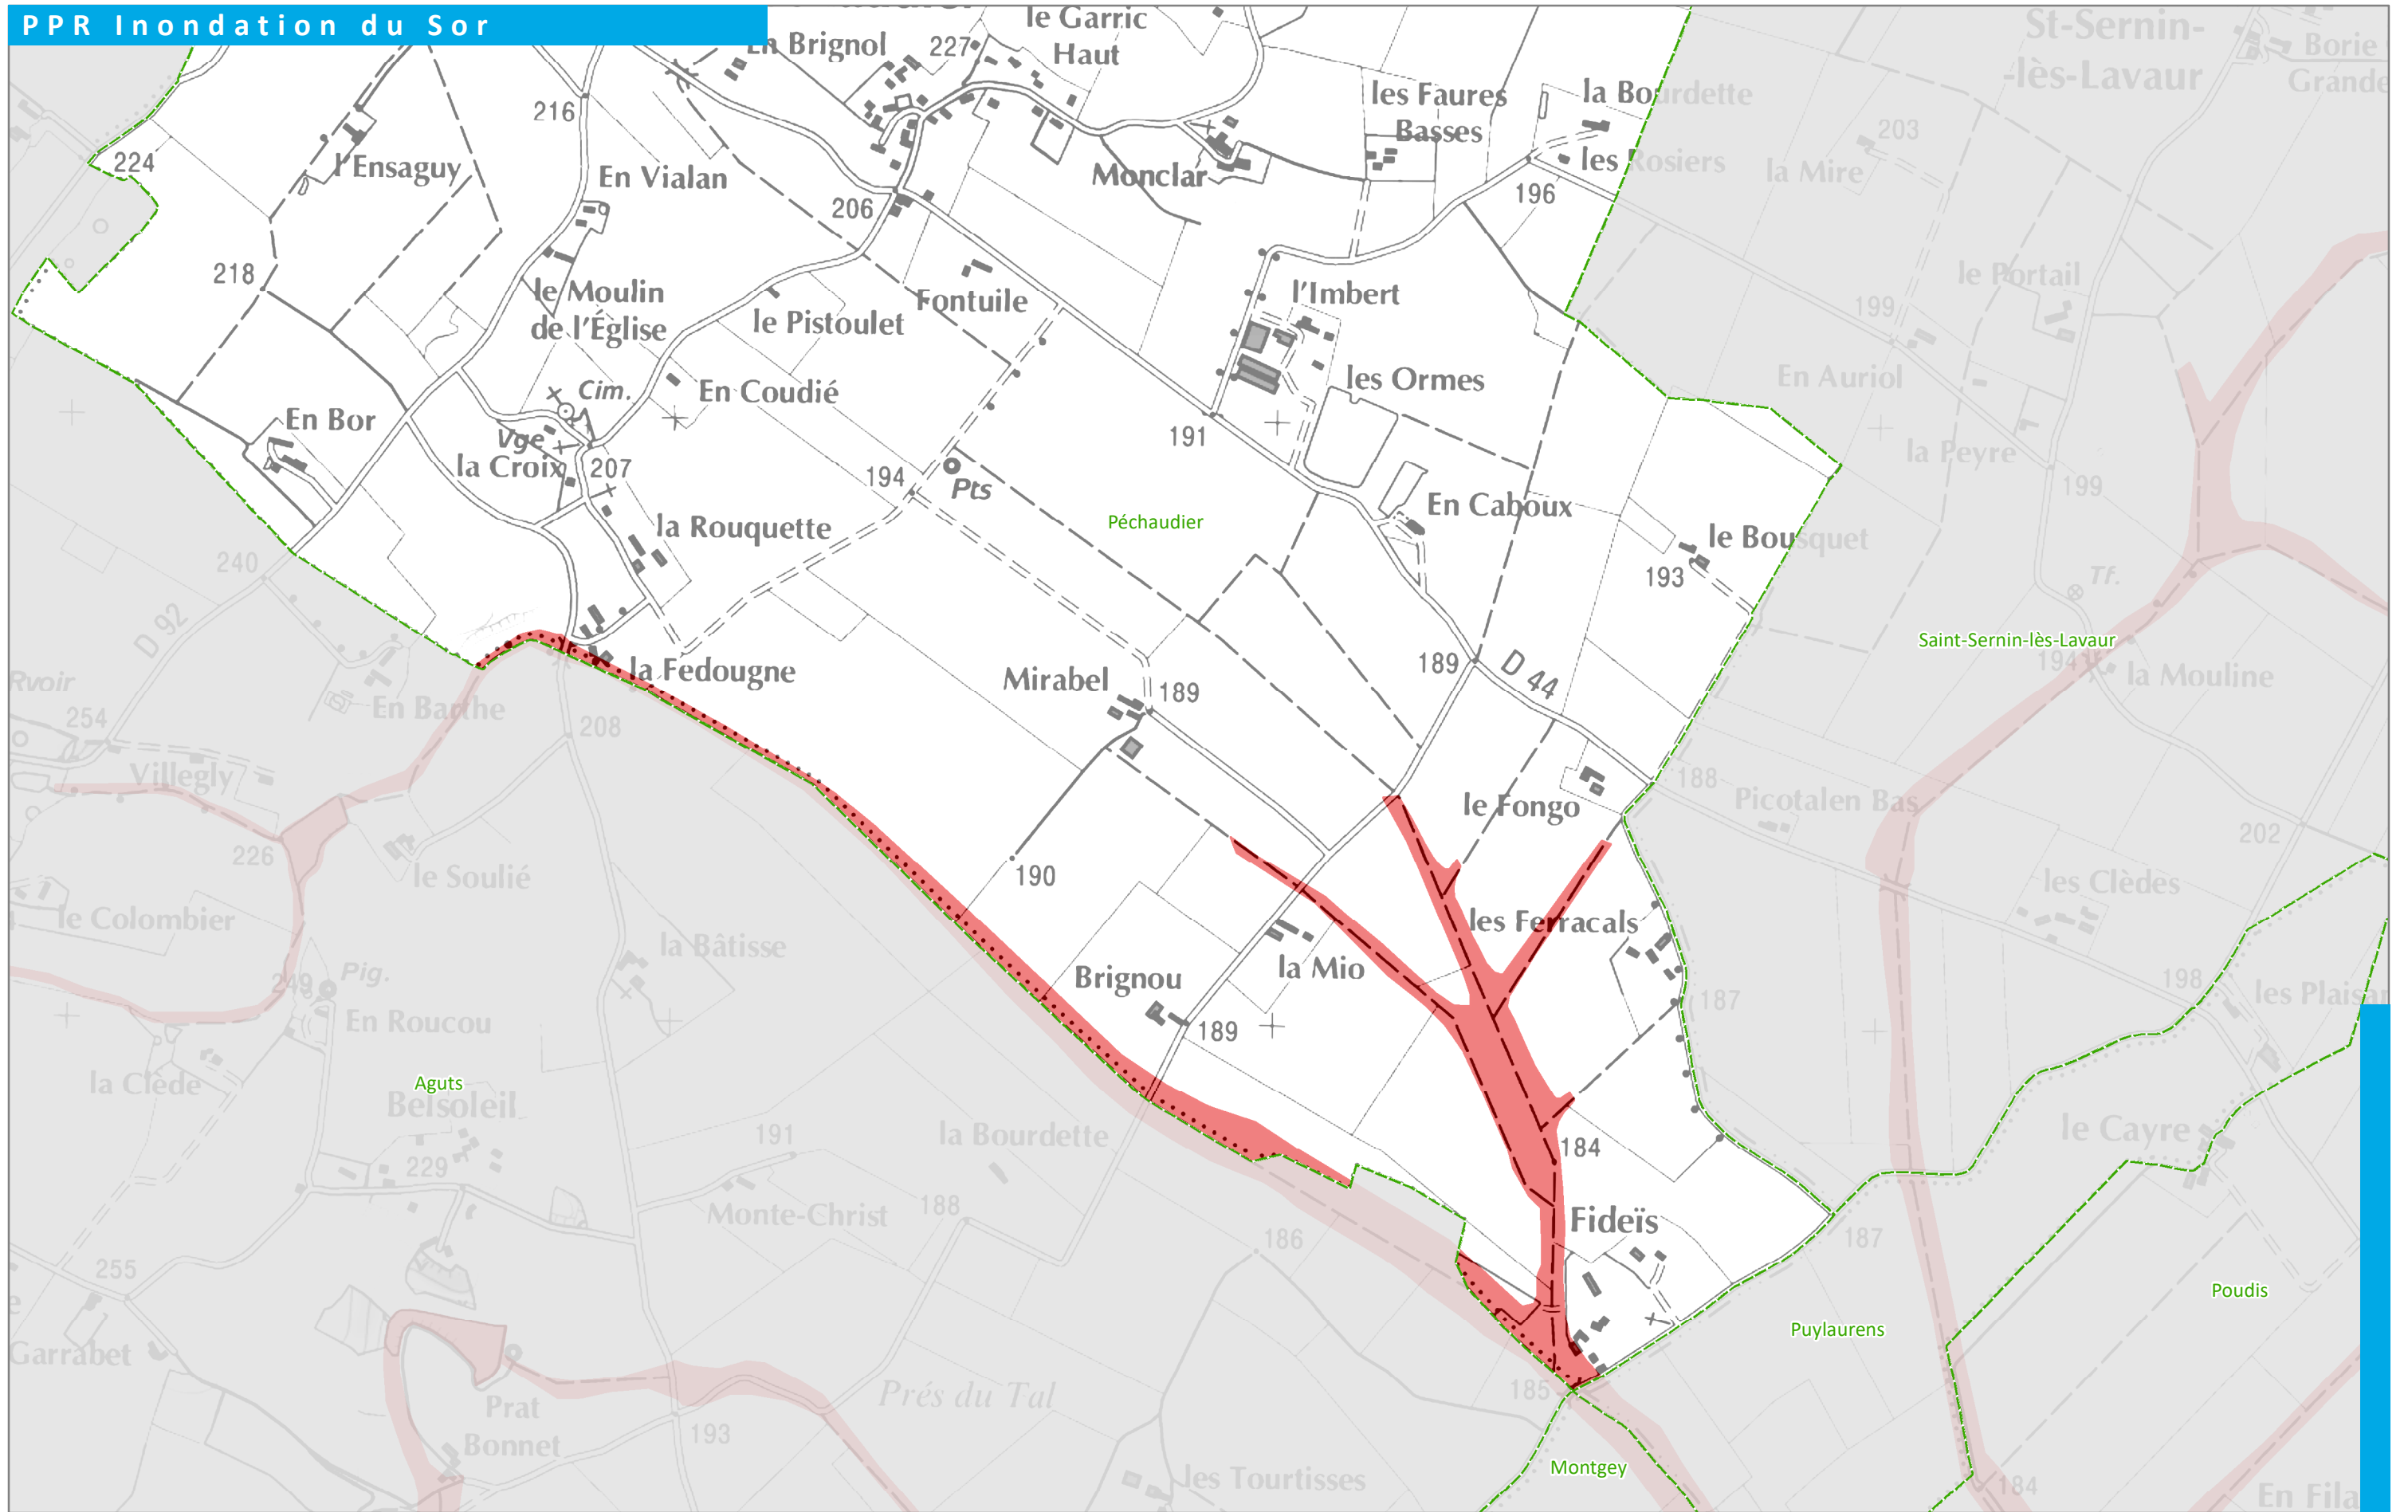 PPR Inondation du Sor
En Brignol
227
le Garric
Haut
St-Sernin-
-lès-Lavaur
Borie
Grande
216
les Faures
Basses
la Bourdette
203
224
l'Ensaguy
En Vialan
Monclar
les Rosiers
la Mire
196
206
218
le Moulin
de l'Église
le Pistoulet
Fontuile
l'Imbert
le Portail
199
En Bor
Cim.
En Coudié
les Ormes
En Auriol
Vge
la Croix
207
191
la Peyre
194
Pts
199
la Rouquette
Péchaudier
En Caboux
le Bousquet
240
193
Tf.
D 92
Saint-Sernin-lès-Lavaur
194
la Mouline
Rvoir
la Fedougne
Mirabel
189
189
D 44
En Barthe
254
208
Villegly
188
Picotalen Bas
le Fongo
202
226
le Soulié
190
les Clèdes
le Colombier
la Bâtisse
les Ferracals
249
Pig.
Brignou
la Mio
198
les Plaisan
187
En Roucou
189
la Clède
Aguts
Belsoleil
191
la Bourdette
le Cayre
229
184
Monte-Christ
188
Fideïs
186
187
255
Poudis
Garrabet
Puylaurens
Prat
Bonnet
Prés du Tal
185
193
Montgey
les Tourtisses
184
En Fila